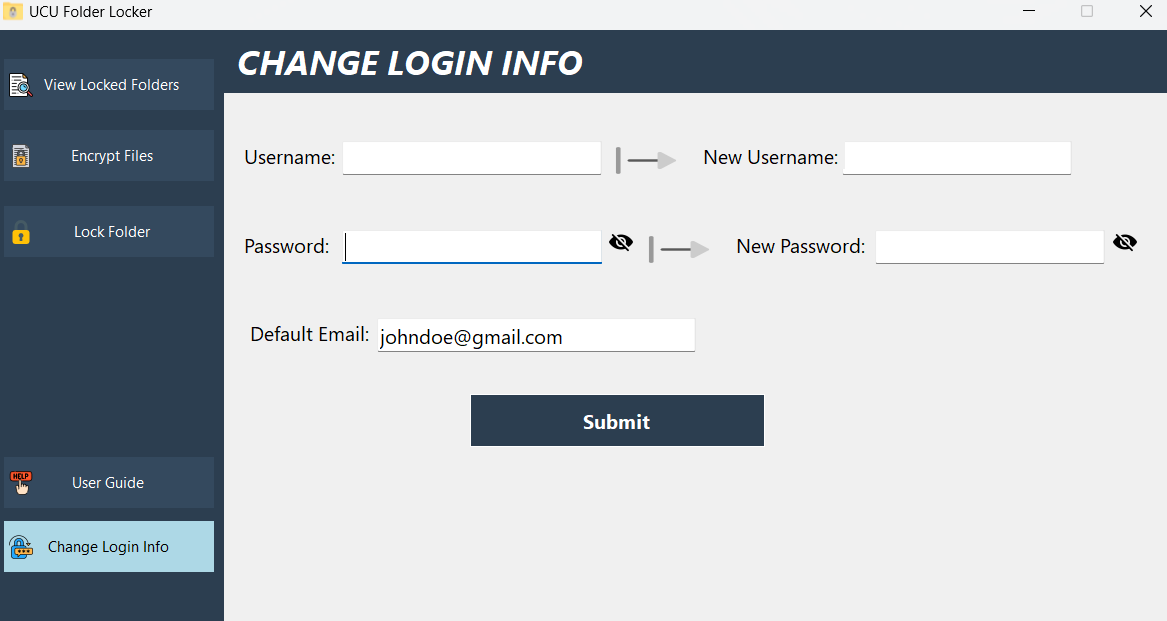 UCU Folder Locker
CHANGE LOGIN INFO
View Locked Folders
Encrypt Files
Lock Folder
HELP
User Guide
Change Login Info
Username:
New Username:
Password:
New Password:
Default Email: johndoe@gmail.com
Submit